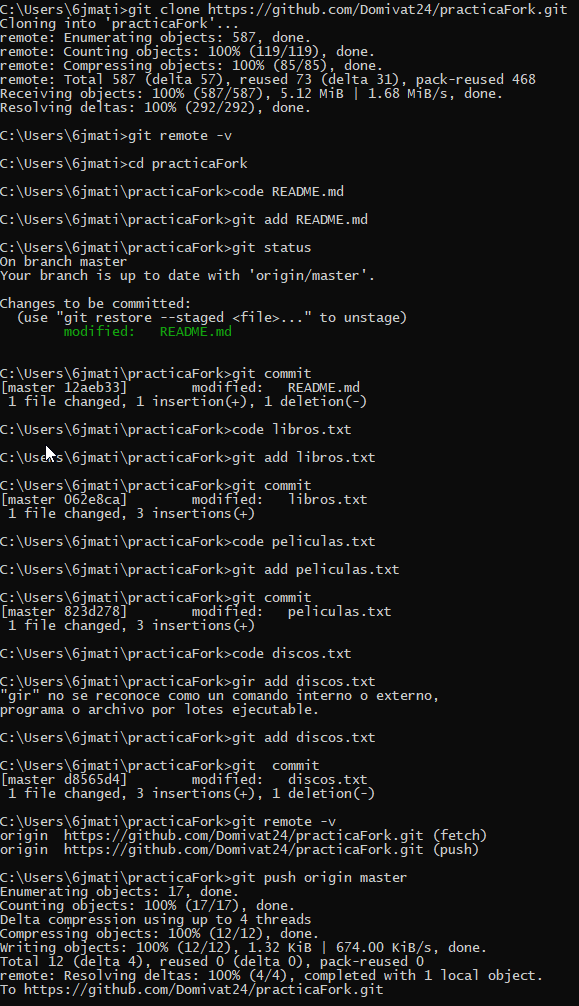 C:\Users\6jmati>git clone https://github.com/Domivat24/practicaFork.git
Cloning into 'practicaFork'...
remote: Enumerating objects: 587, done.
remote: Counting objects: 100% (119/119), done.
remote: Compressing objects: 100% (85/85), done.
remote: Total 587 (delta 57), reused 73 (delta 31), pack-reused 468
Receiving objects: 100% (587/587), 5.12 MiB | 1.68 MiB/s, done.
Resolving deltas: 100% (292/292), done.
C:\Users\6jmati>git remote -v
C:\Users\6jmati>cd practicaFork
C:\Users\6jmati\practicaFork>code README.md
C:\Users\6jmati\practicaFork>git add README.md
C:\Users\6jmati\practicaFork>git status
On branch master
Your branch is up to date with 'origin/master'.
Changes to be committed:
(use "git restore --staged <file>..." to unstage)
modified:   README.md
C:\Users\6jmati\practicaFork>git commit
[master 12aeb33]        modified:   README.md
1 file changed, 1 insertion(+), 1 deletion(-)
C:\Users\6jmati\practicaFork>code libros.txt
C:\Users\6jmati\practicaFork>git add libros.txt
C:\Users\6jmati\practicaFork>git commit
[master 062e8ca]        modified:   libros.txt
1 file changed, 3 insertions(+)
C:\Users\6jmati\practicaFork>code peliculas.txt
C:\Users\6jmati\practicaFork>git add peliculas.txt
C:\Users\6jmati\practicaFork>git commit
[master 823d278]        modified:   peliculas.txt
1 file changed, 3 insertions(+)
C:\Users\6jmati\practicaFork>code discos.txt
C:\Users\6jmati\practicaFork>gir add discos.txt
"gir" no se reconoce como un comando interno o externo,
programa o archivo por lotes ejecutable.
C:\Users\6jmati\practicaFork>git add discos.txt
C:\Users\6jmati\practicaFork>git  commit
[master d8565d4]        modified:   discos.txt
1 file changed, 3 insertions(+), 1 deletion(-)
C:\Users\6jmati\practicaFork>git remote -v
origin  https://github.com/Domivat24/practicaFork.git (fetch)
origin  https://github.com/Domivat24/practicaFork.git (push)
C:\Users\6jmati\practicaFork>git push origin master
Enumerating objects: 17, done.
Counting objects: 100% (17/17), done.
Delta compression using up to 4 threads
Compressing objects: 100% (12/12), done.
Writing objects: 100% (12/12), 1.32 KiB | 674.00 KiB/s, done.
Total 12 (delta 4), reused 0 (delta 0), pack-reused 0
remote: Resolving deltas: 100% (4/4), completed with 1 local object.
To https://github.com/Domivat24/practicaFork.git